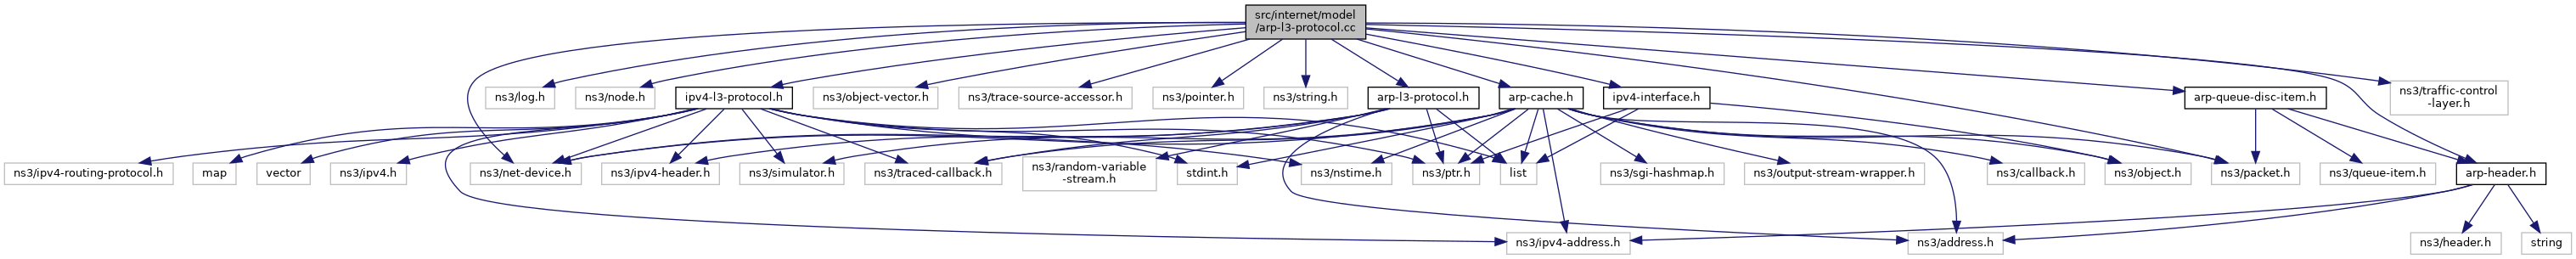 src/internet/model
/arp-l3-protocol.cc
ns3/log.h
ns3/node.h
ipv4-l3-protocol.h
ns3/object-vector.h
ns3/trace-source-accessor.h
ns3/pointer.h
ns3/string.h
arp-l3-protocol.h
arp-cache.h
ipv4-interface.h
arp-queue-disc-item.h
ns3/traffic-control
-layer.h
ns3/ipv4-routing-protocol.h
map
vector
ns3/ipv4.h
ns3/net-device.h
ns3/ipv4-header.h
ns3/simulator.h
ns3/traced-callback.h
ns3/random-variable
-stream.h
stdint.h
ns3/nstime.h
ns3/ptr.h
list
ns3/sgi-hashmap.h
ns3/output-stream-wrapper.h
ns3/callback.h
ns3/object.h
ns3/packet.h
ns3/queue-item.h
arp-header.h
ns3/ipv4-address.h
ns3/address.h
ns3/header.h
string